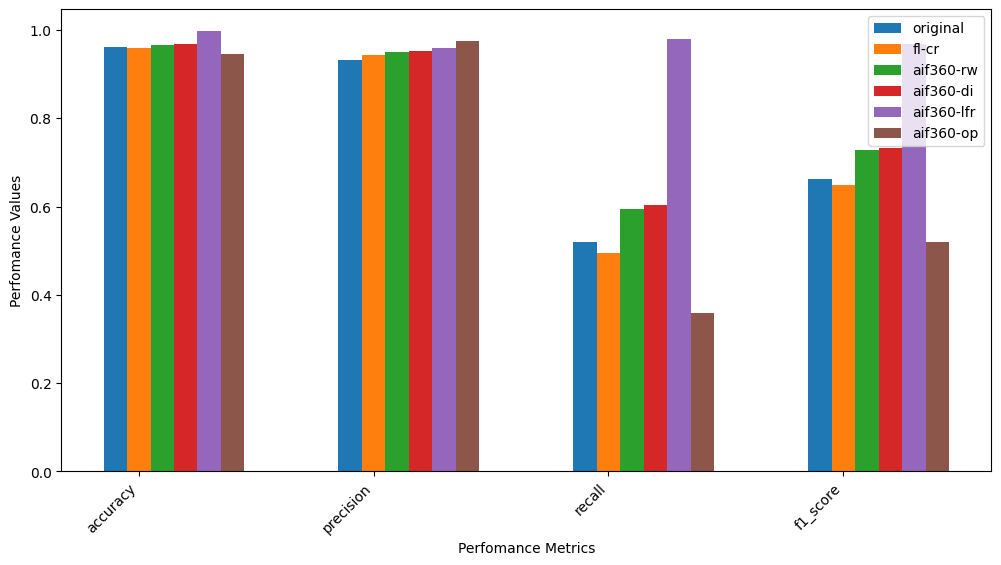 1.0
0.8
0.6
0.4
0.2
0.0
Perfomance Values
original
fl-cr
aif360-rw
aif360-di
aif360-lfr
aif360-op
accuracy
precision
recall
f1_score
Perfomance Metrics